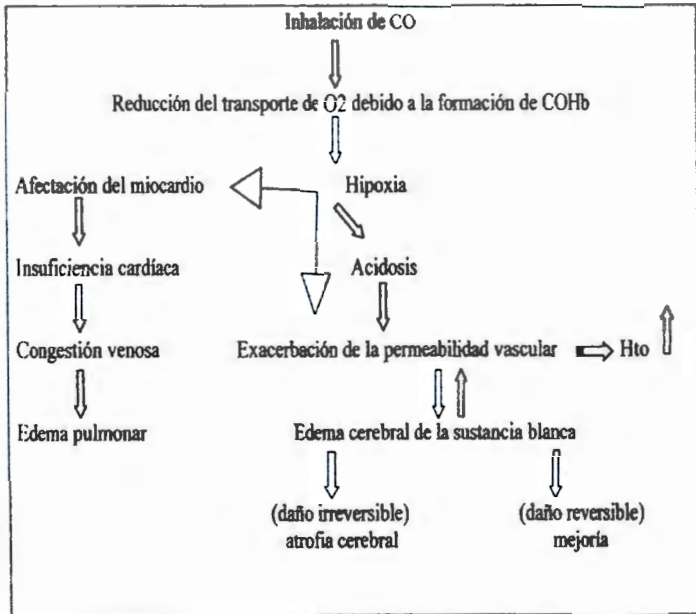 Inhalación de CO
Reducción del transporte de O2 debido a la formación de COHb
Afectación del miocardio
Hipoxia
Insuficiencia cardíaca
Acidosis
Congestión venosa
Exacerbación de la permeabilidad vascular
Hto
Edema pulmonar
Edema cerebral de la sustancia blanca
(daño irreversible)
atrofia cerebral
(daño reversible)
mejoría